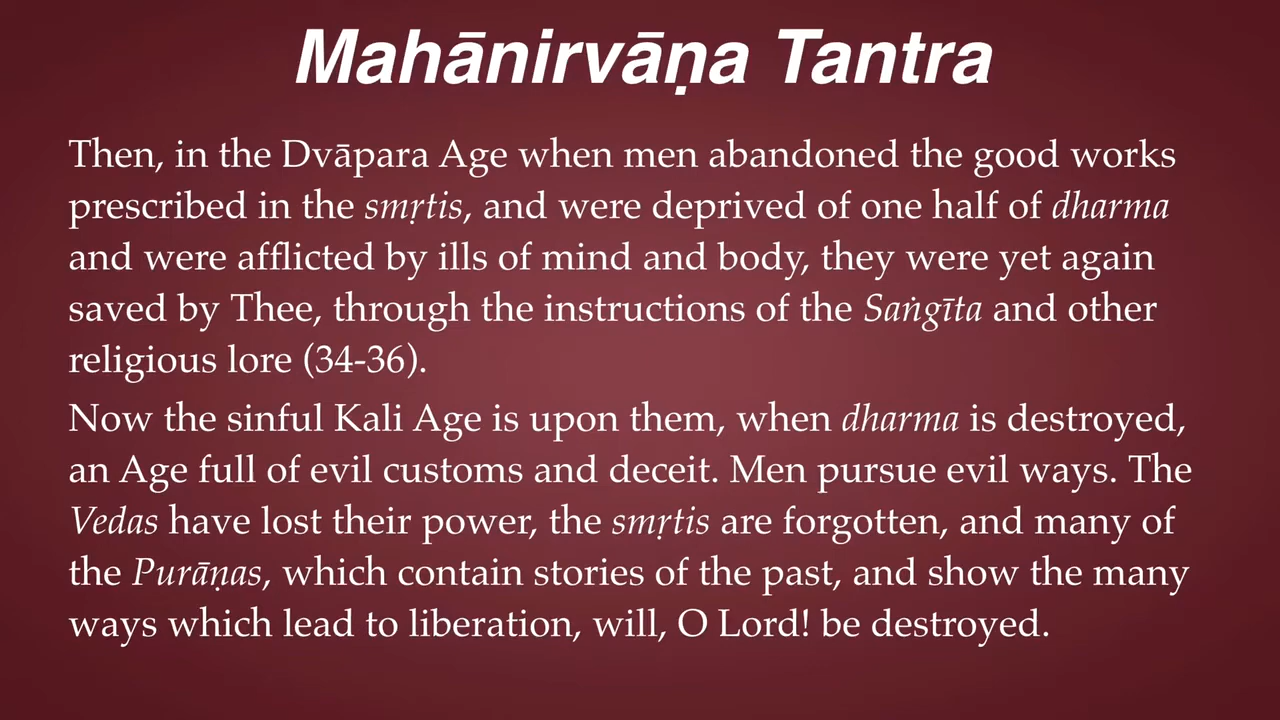 Mahānirvāṇa Tantra
Then, in the Dvāpara Age when men abandoned the good works
prescribed in the smṛtis, and were deprived of one half of dharma
and were afflicted by ills of mind and body, they were yet again
saved by Thee, through the instructions of the Saṅgīta and other
religious lore (34-36).
Now the sinful Kali Age is upon them, when dharma is destroyed,
an Age full of evil customs and deceit. Men pursue evil ways. The
Vedas have lost their power, the smṛtis are forgotten, and many of
the Purāṇas, which contain stories of the past, and show the many
ways which lead to liberation, will, O Lord! be destroyed.